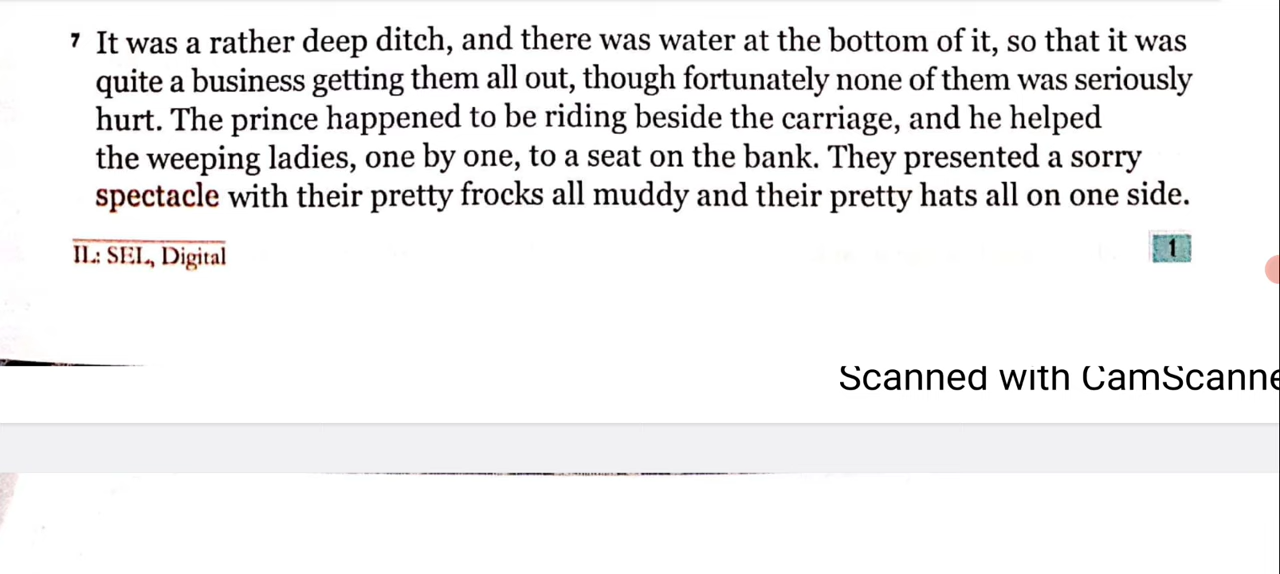 7 It was a rather deep ditch, and there was water at the bottom of it, so that it was
quite a business getting them all out, though fortunately none of them was seriously
hurt. The prince happened to be riding beside the carriage, and he helped
the weeping ladies, one by one, to a seat on the bank. They presented a sorry
spectacle with their pretty frocks all muddy and their pretty hats all on one side.
IL: SEL, Digital
1
Scanned with CamScanne